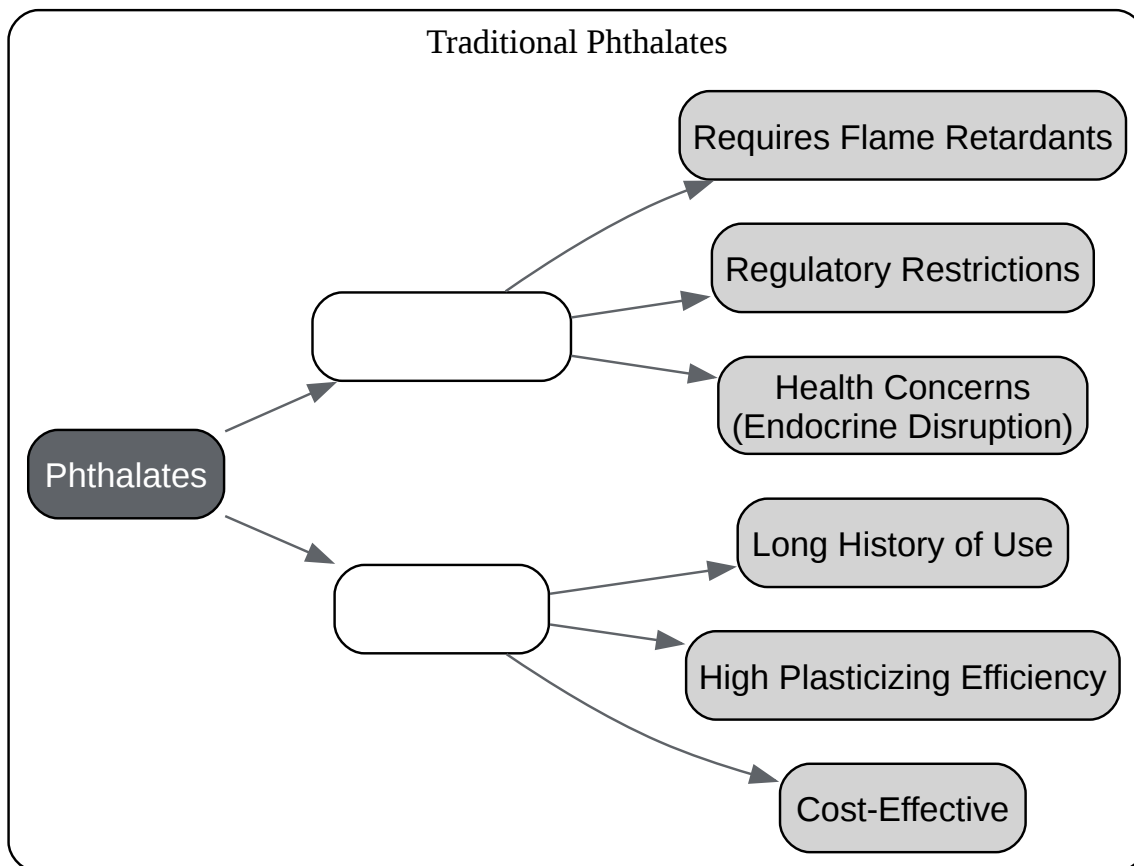 Traditional Phthalates
Requires Flame Retardants
Regulatory Restrictions
Health Concerns
(Endocrine Disruption)
Phthalates
Long History of Use
High Plasticizing Efficiency
Cost-Effective